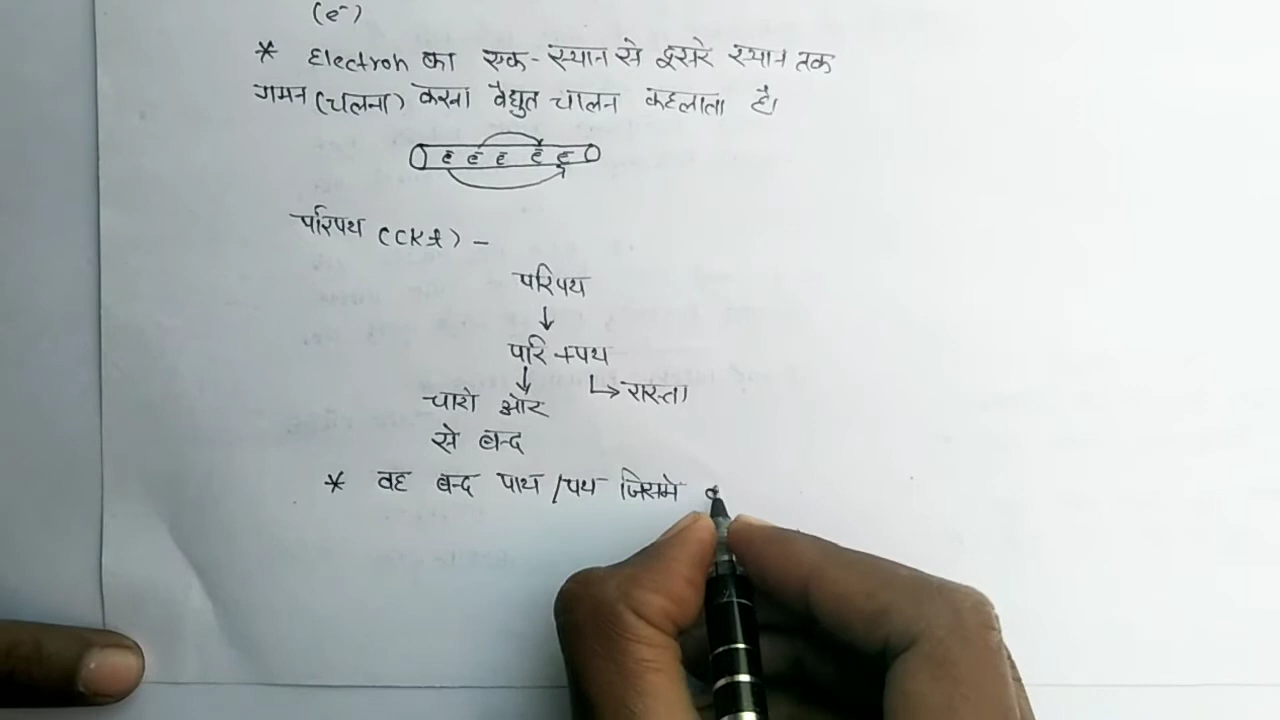 (e⁻)
* Electron का एक-स्थान से दूसरे स्थान तक
गमन (चलना) करना वैद्युत चालन कहलाता है।
e e e e e
परिपथ (CKt) -
परिपथ
↓
परि +पथ
↓ ↳ रास्ता
चारो ओर
से बन्द
* वह बन्द पाथ /पथ जिसमे